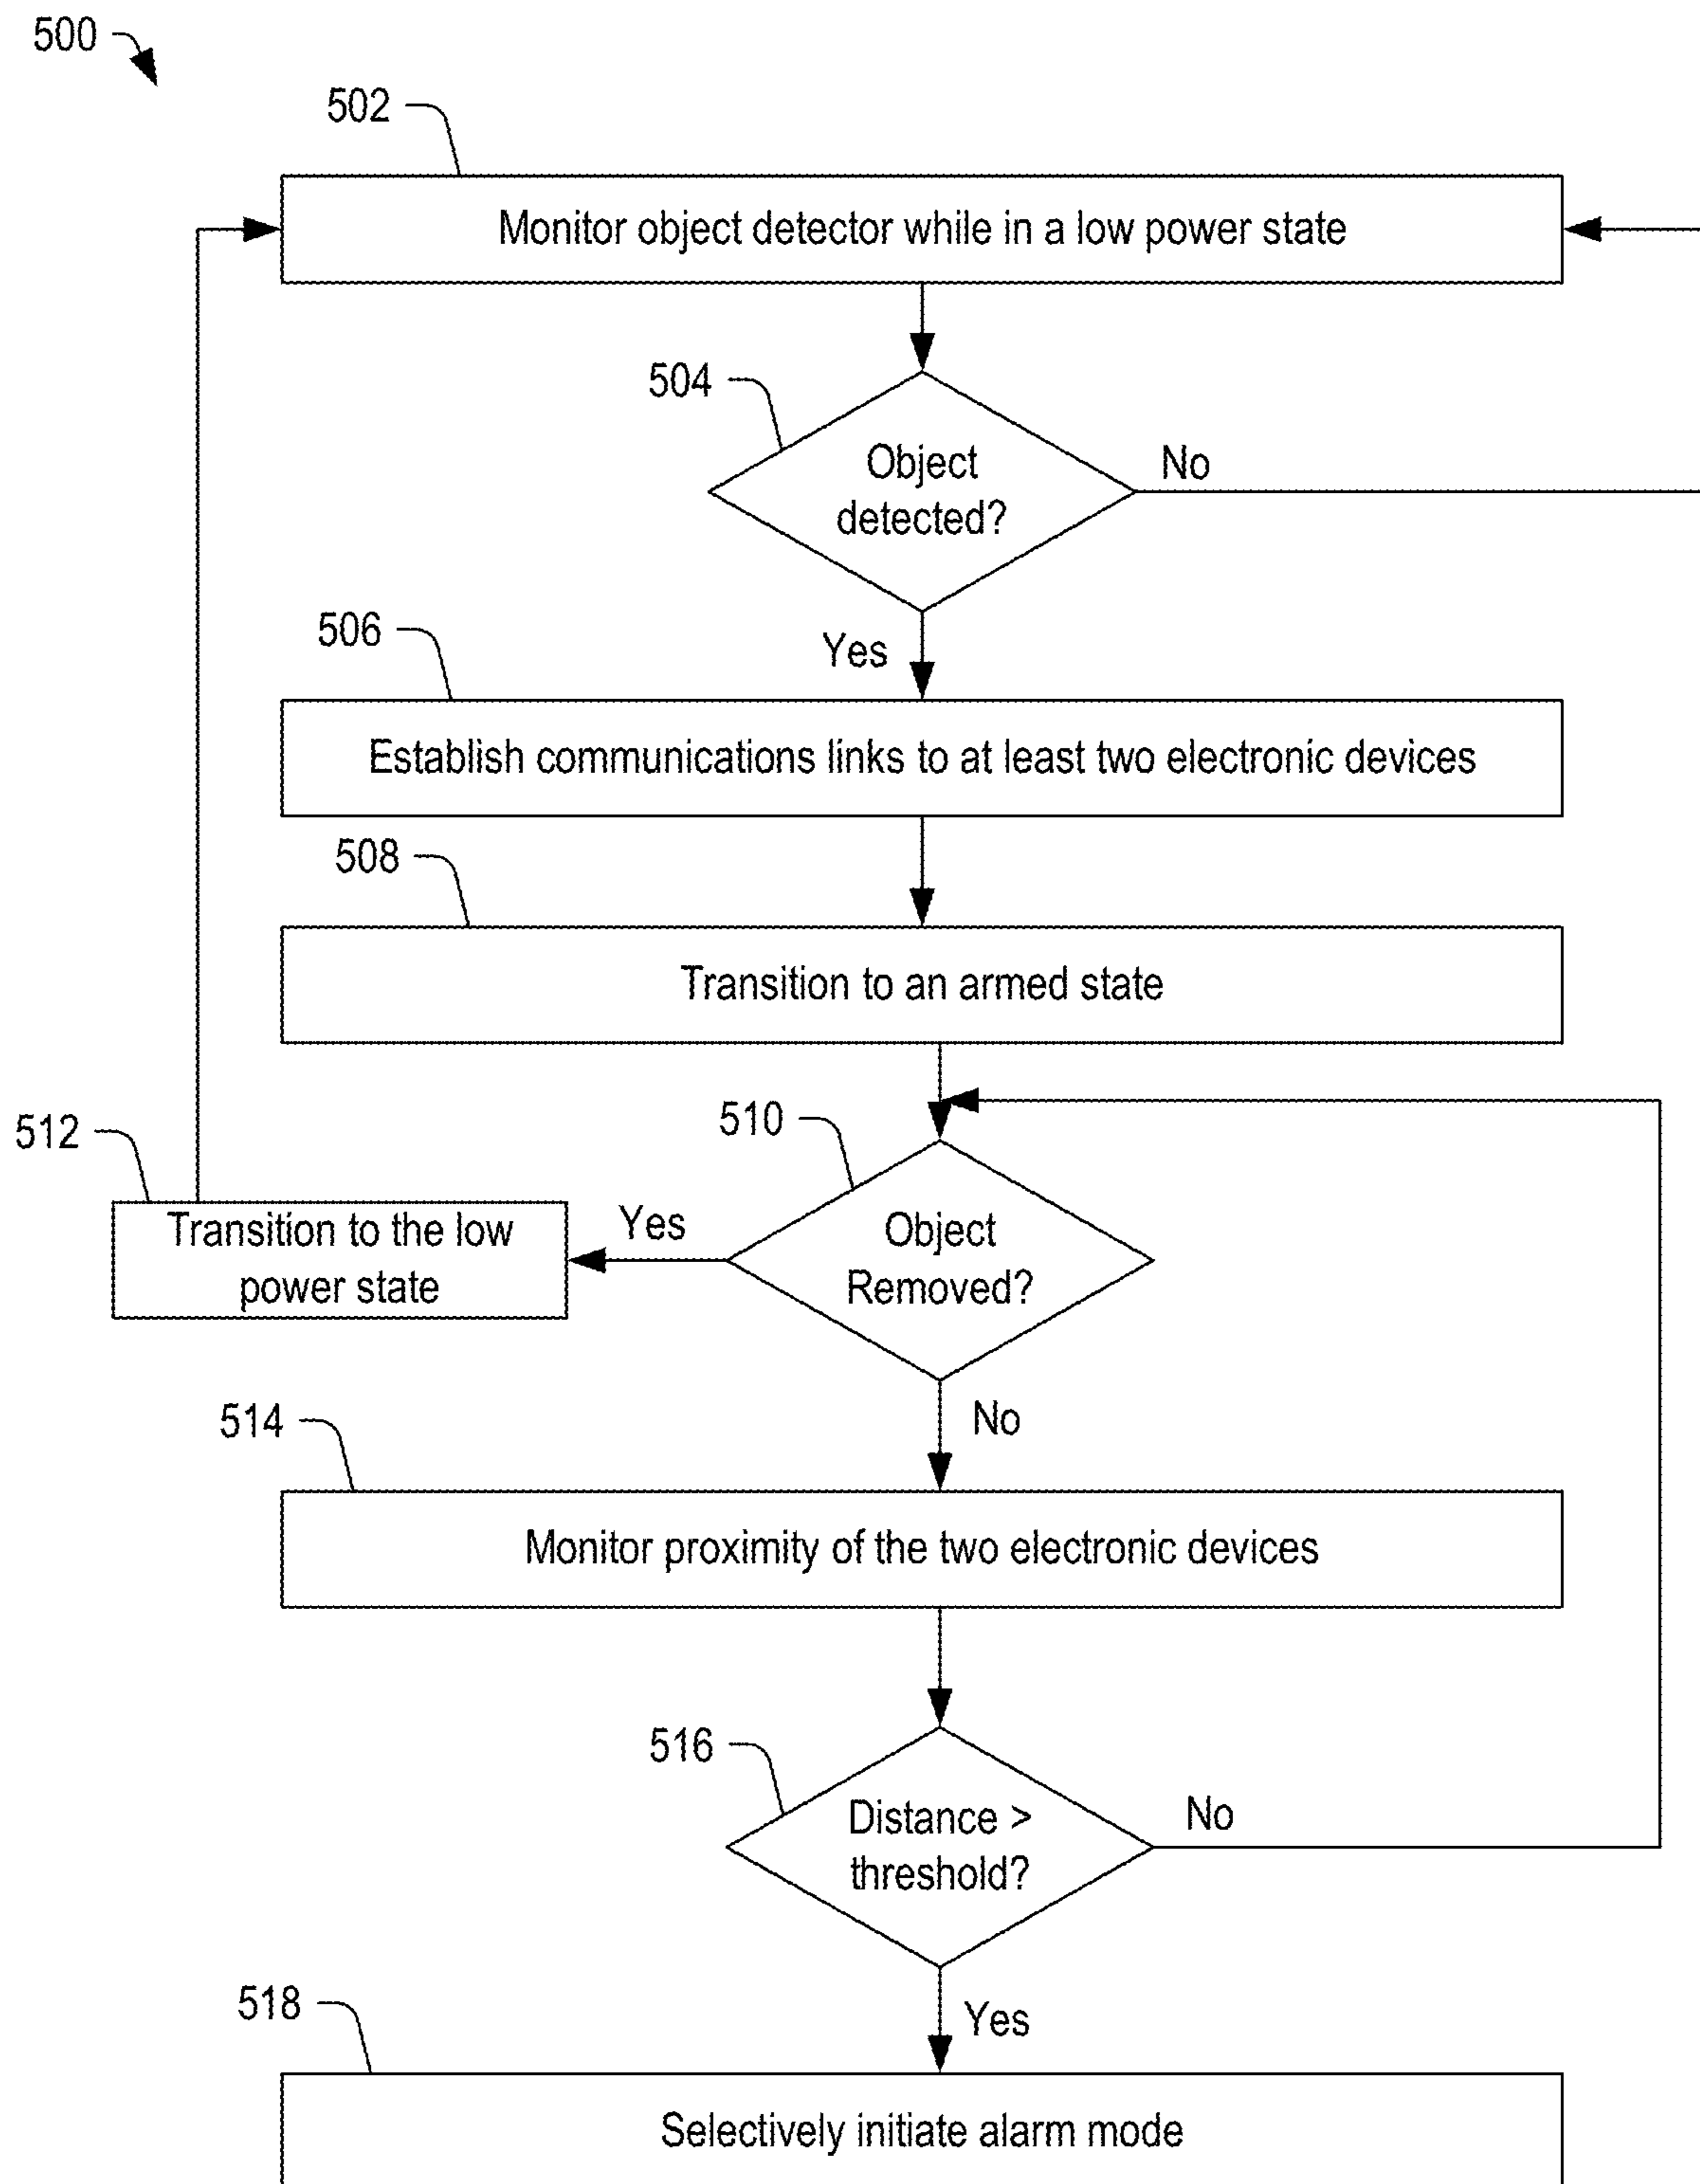 500
502
Monitor object detector while in a low power state
504
Object
detected?
No
Yes
506
Establish communications links to at least two electronic devices
508
Transition to an armed state
510
Object
Removed?
Yes
512
Transition to the low
power state
No
514
Monitor proximity of the two electronic devices
516
Distance >
threshold?
No
Yes
518
Selectively initiate alarm mode